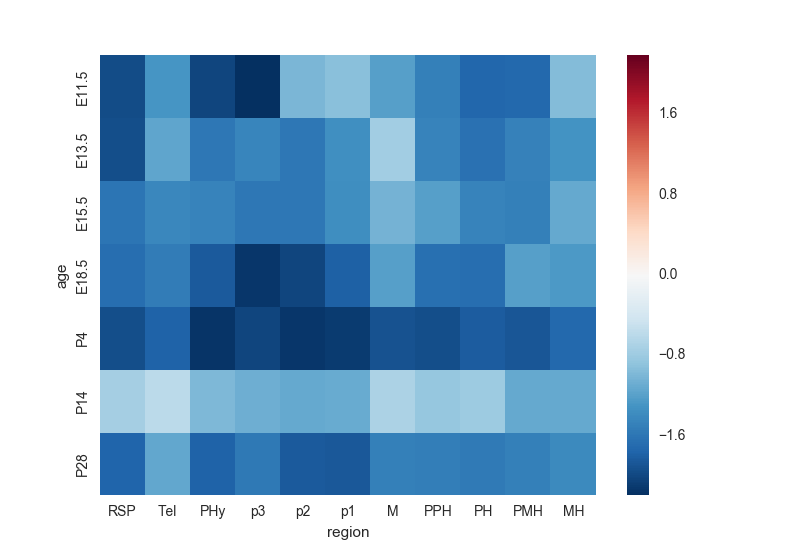 E11.5
E13.5
E15.5
E18.5
P4
P14
P28
age
RSP Tel PHy p3 p2 p1 M PPH PH PMH MH
region
1.6
0.8
0.0
−0.8
−1.6